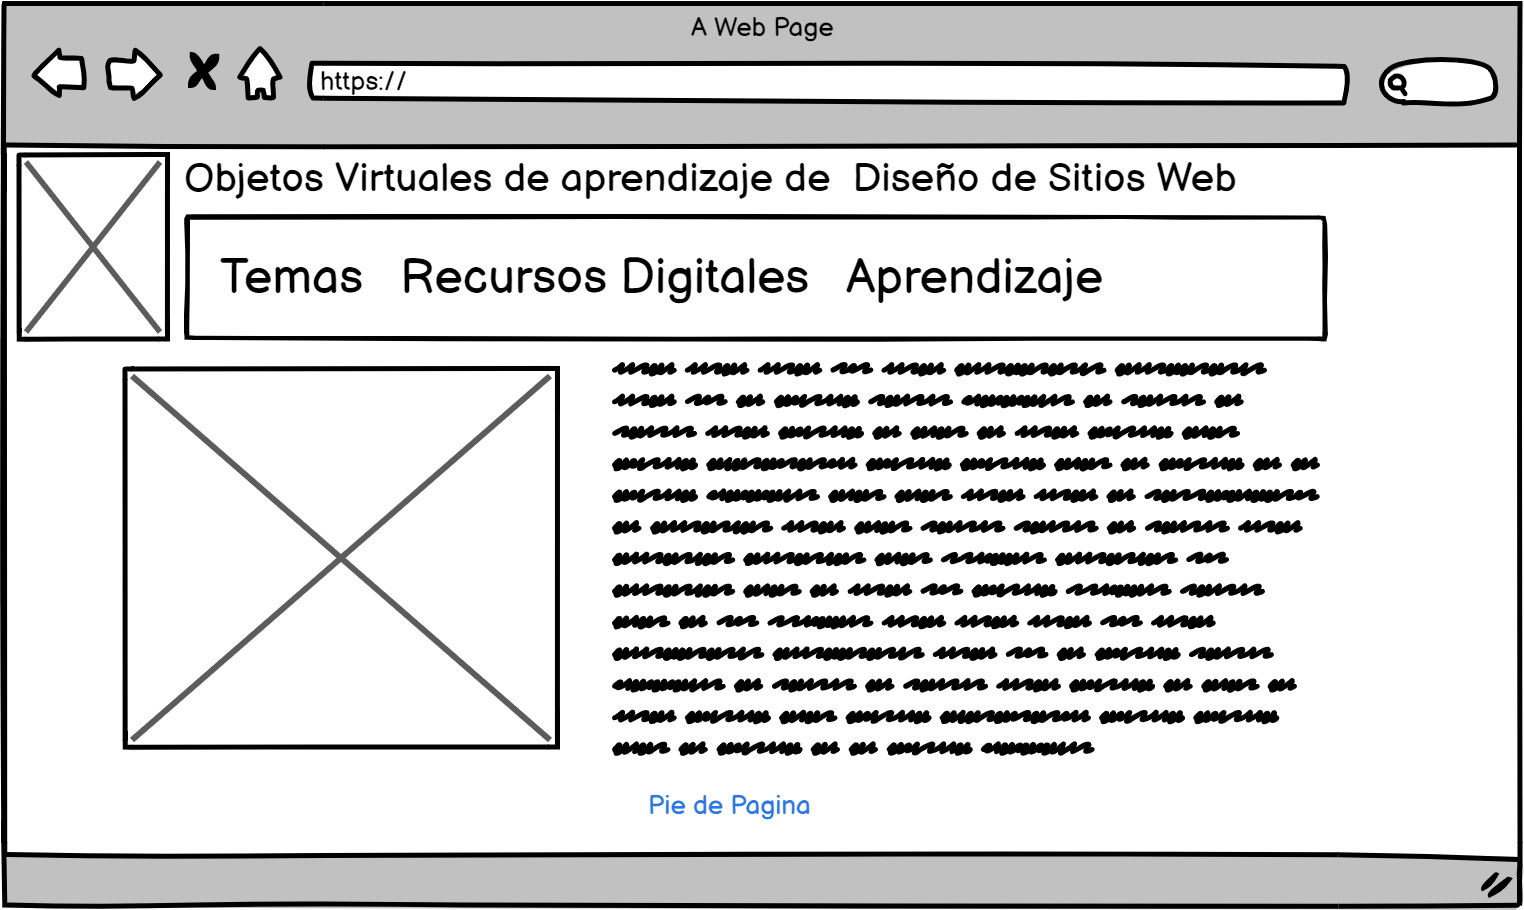 A Web Page
https://
Objetos Virtuales de aprendizaje de Diseño de Sitios Web
Temas Recursos Digitales Aprendizaje
Pie de Pagina